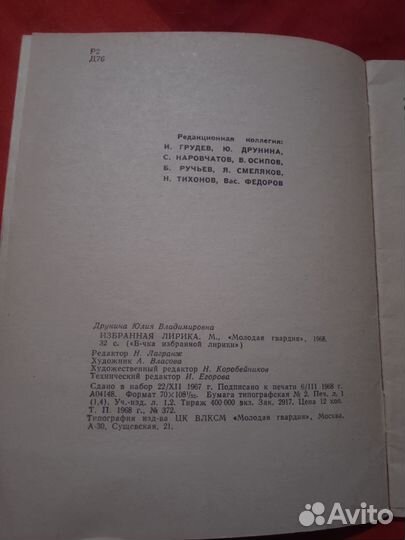 Р2
Д76
Редакционная коллегия:
И. ГРУДЕВ, Ю. ДРУНИНА,
С. НАРОВЧАТОВ, В. ОСИПОВ,
Б. РУЧЬЕВ, Я. СМЕЛЯКОВ,
Н. ТИХОНОВ, Вас. ФЕДОРОВ
Друнина Юлия Владимировна
ИЗБРАННАЯ ЛИРИКА. М., «Молодая гвардия», 1968.
32 с. («Б-чка избранной лирики»)
Редактор Н. Лагранж
Художник А. Власова
Художественный редактор Н. Коробейников
Технический редактор И. Егорова
Сдано в набор 22/XII 1967 г. Подписано к печати 6/III 1968 г.
А04148. Формат 70×108 1/32. Бумага типографская № 2. Печ. л. 1
(1,4). Уч.-изд. л. 1,2. Тираж 400 000 экз. Зак. 2917. Цена 12 коп.
Т. П. 1968 г., № 372.
Типография изд-ва ЦК ВЛКСМ «Молодая гвардия», Москва,
А-30, Сущевская, 21.
Avito